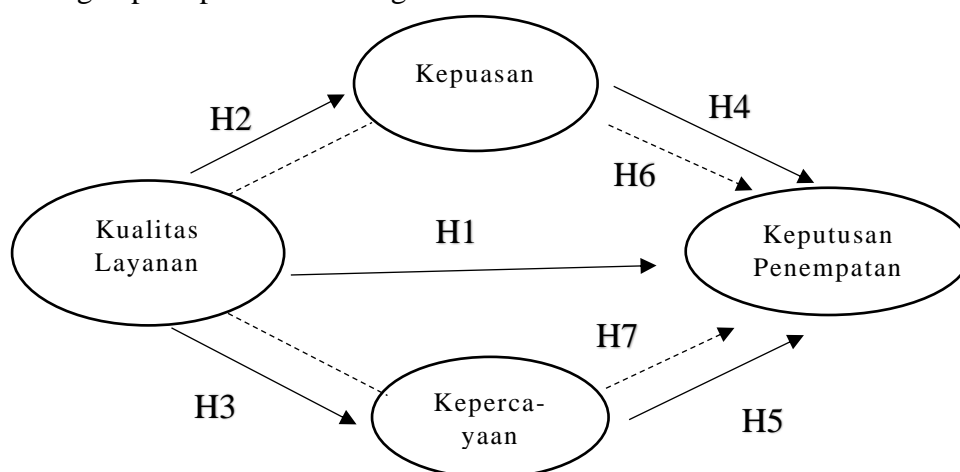 Kepuasan
H2
H4
H6
Kualitas
Layanan
H1
Keputusan
Penempatan
H7
H3
Keperca-
yaan
H5